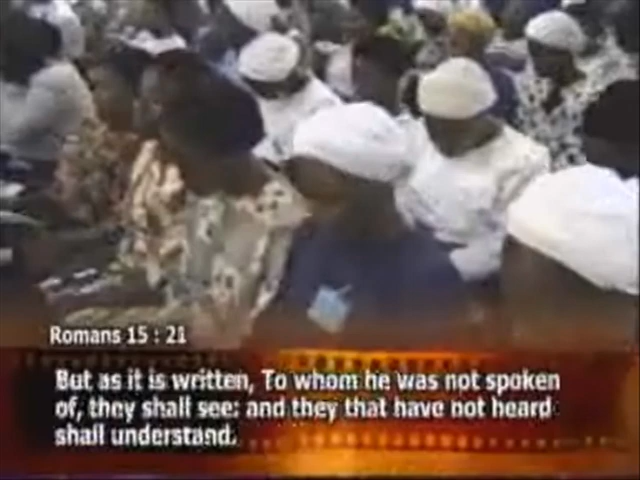 Romans 15 : 21
But as it is written, To whom he was not spoken
of, they shall see: and they that have not heard
shall understand.